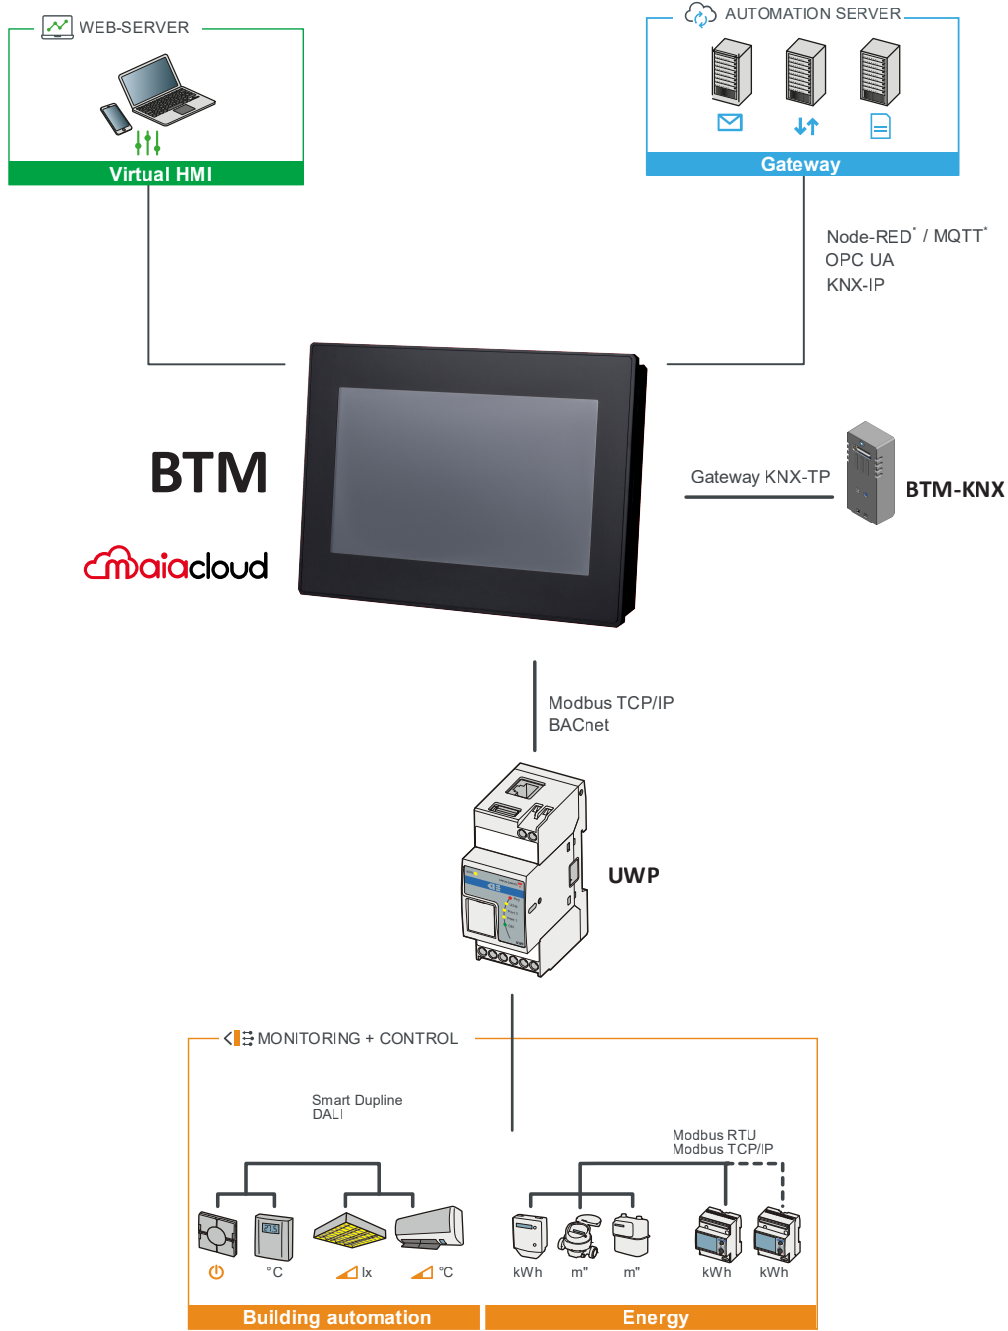 WEB-SERVER
AUTOMATION SERVER
Virtual HMI
Gateway
Node-RED* / MQTT*
OPC UA
KNX-IP
BTM
maiacloud
Gateway KNX-TP
BTM-KNX
Modbus TCP/IP
BACnet
UWP
MONITORING + CONTROL
Smart Dupline
DALI
Modbus RTU
Modbus TCP/IP
°C
lx
°C
kWh
m"
m"
kWh
kWh
Building automation
Energy